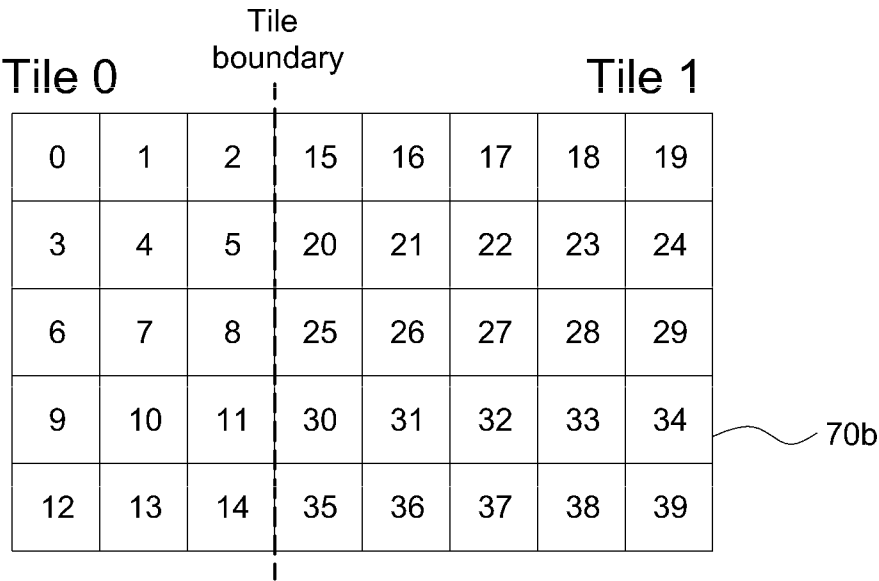 Tile
boundary
Tile 0 Tile 1
0 1 2 15 16 17 18 19
3 4 5 20 21 22 23 24
6 7 8 25 26 27 28 29
9 10 11 30 31 32 33 34
70b
12 13 14 35 36 37 38 39